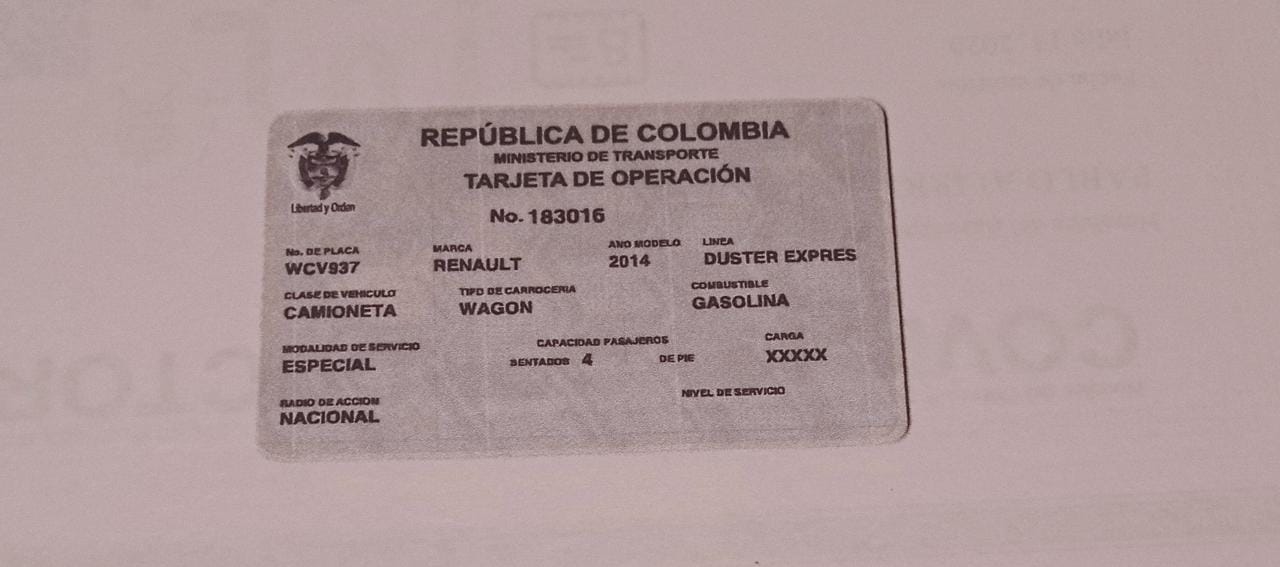 REPÚBLICA DE COLOMBIA
MINISTERIO DE TRANSPORTE
TARJETA DE OPERACIÓN
Libertad y Orden
No. 183016
No. DE PLACA MARCA ANO MODELO LINEA
WCV937 RENAULT 2014 DUSTER EXPRES
CLASE DE VEHICULO TIPO DE CARROCERIA COMBUSTIBLE
CAMIONETA WAGON GASOLINA
MODALIDAD DE SERVICIO CAPACIDAD PASAJEROS CARGA
ESPECIAL SENTADOS 4 DE PIE XXXXX
RADIO DE ACCION NIVEL DE SERVICIO
NACIONAL